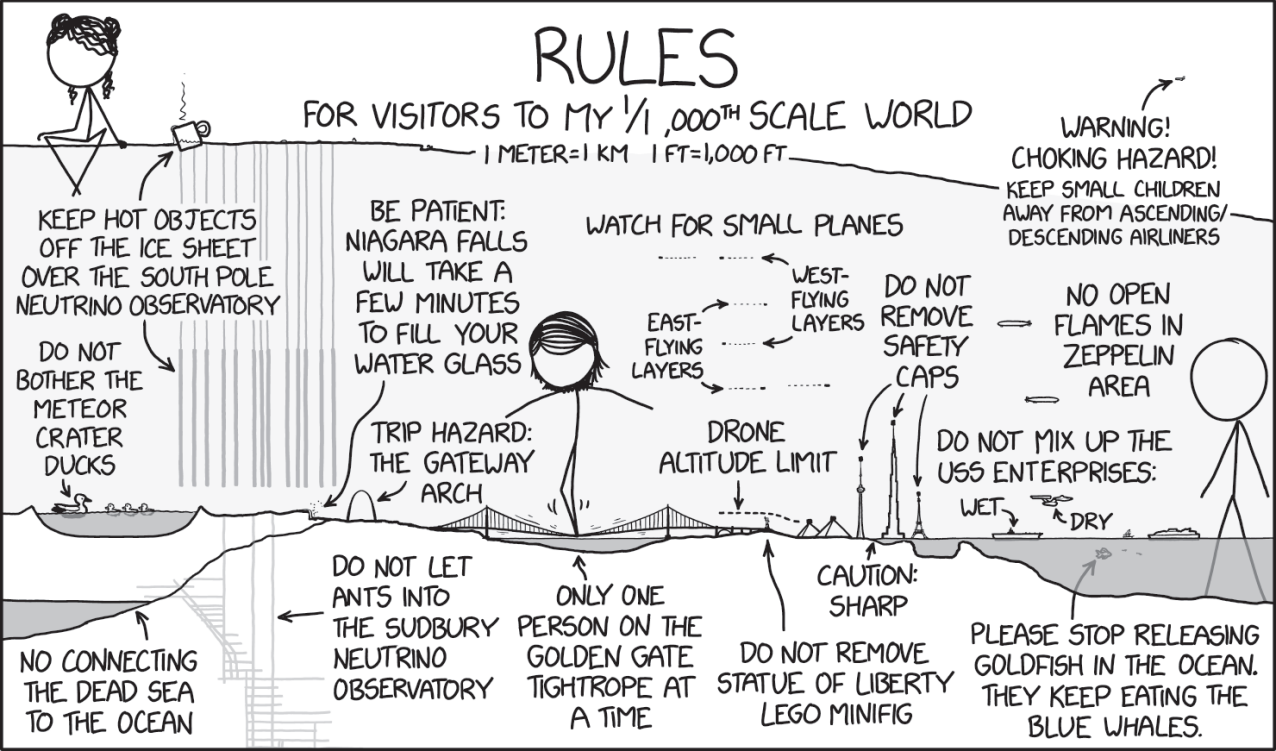 RULES
FOR VISITORS TO MY 1/1,000TH SCALE WORLD
1 METER=1 KM 1 FT=1,000 FT
WARNING!
CHOKING HAZARD!
KEEP SMALL CHILDREN
AWAY FROM ASCENDING/
DESCENDING AIRLINERS
KEEP HOT OBJECTS
OFF THE ICE SHEET
OVER THE SOUTH POLE
NEUTRINO OBSERVATORY
BE PATIENT:
NIAGARA FALLS
WILL TAKE A
FEW MINUTES
TO FILL YOUR
WATER GLASS
WATCH FOR SMALL PLANES
WEST-
FLYING
LAYERS
EAST-
FLYING
LAYERS
DO NOT
REMOVE
SAFETY
CAPS
NO OPEN
FLAMES IN
ZEPPELIN
AREA
DO NOT
BOTHER THE
METEOR
CRATER
DUCKS
TRIP HAZARD:
THE GATEWAY
ARCH
DRONE
ALTITUDE LIMIT
DO NOT MIX UP THE
USS ENTERPRISES:
WET
DRY
NO CONNECTING
THE DEAD SEA
TO THE OCEAN
DO NOT LET
ANTS INTO
THE SUDBURY
NEUTRINO
OBSERVATORY
ONLY ONE
PERSON ON THE
GOLDEN GATE
TIGHTROPE AT
A TIME
DO NOT REMOVE
STATUE OF LIBERTY
LEGO MINIFIG
CAUTION:
SHARP
PLEASE STOP RELEASING
GOLDFISH IN THE OCEAN.
THEY KEEP EATING THE
BLUE WHALES.